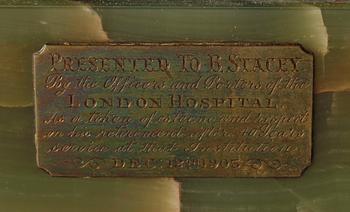 PRESENTED TO B. STACEY
By the Officers and Porters of the
LONDON HOSPITAL
As a token of esteem and respect
on his retirement after 40 Years
service at that Institution
DEC. 1905